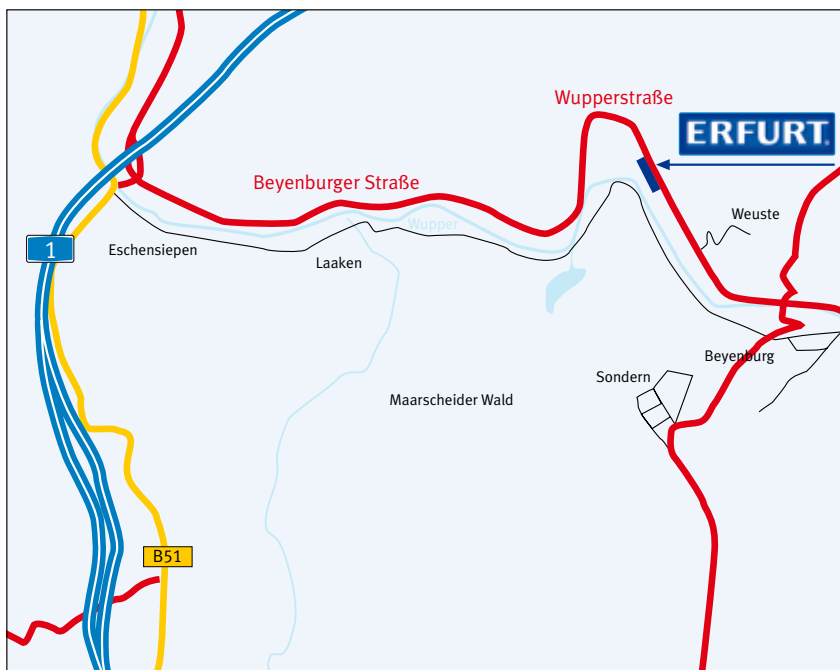 Wupperstraße
ERFURT®
Beyenburger Straße
Wupper
Weuste
1
Eschensiepen
Laaken
Beyenburg
Sondern
Maarscheider Wald
B51